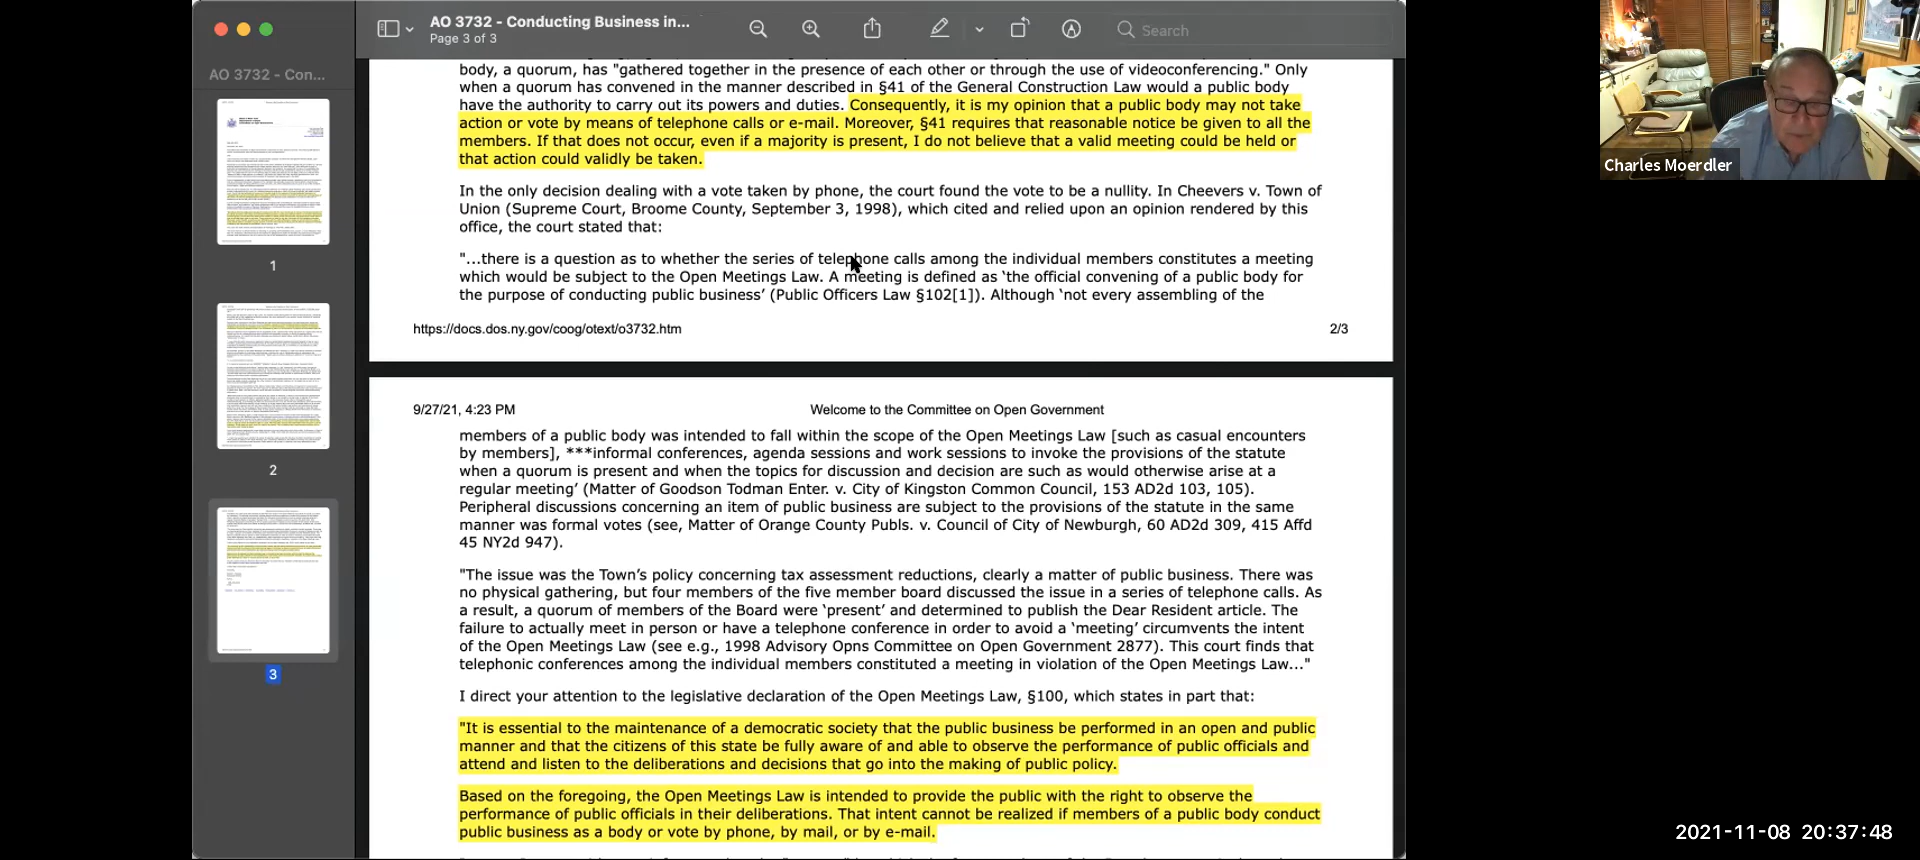 AO 3732 - Conducting Business in...
Page 3 of 3
Search
AO 3732 - Con...
1
2
3
body, a quorum, has "gathered together in the presence of each other or through the use of videoconferencing." Only
when a quorum has convened in the manner described in §41 of the General Construction Law would a public body
have the authority to carry out its powers and duties. Consequently, it is my opinion that a public body may not take
action or vote by means of telephone calls or e-mail. Moreover, §41 requires that reasonable notice be given to all the
members. If that does not occur, even if a majority is present, I do not believe that a valid meeting could be held or
that action could validly be taken.
In the only decision dealing with a vote taken by phone, the court found the vote to be a nullity. In Cheevers v. Town of
Union (Supreme Court, Broome County, September 3, 1998), which cited and relied upon an opinion rendered by this
office, the court stated that:
"...there is a question as to whether the series of telephone calls among the individual members constitutes a meeting
which would be subject to the Open Meetings Law. A meeting is defined as ‘the official convening of a public body for
the purpose of conducting public business’ (Public Officers Law §102[1]). Although ‘not every assembling of the
https://docs.dos.ny.gov/coog/otext/o3732.htm
2/3
9/27/21, 4:23 PM
Welcome to the Committee on Open Government
members of a public body was intended to fall within the scope of the Open Meetings Law [such as casual encounters
by members], ***informal conferences, agenda sessions and work sessions to invoke the provisions of the statute
when a quorum is present and when the topics for discussion and decision are such as would otherwise arise at a
regular meeting’ (Matter of Goodson Todman Enter. v. City of Kingston Common Council, 153 AD2d 103, 105).
Peripheral discussions concerning an item of public business are subject to the provisions of the statute in the same
manner was formal votes (see, Matter of Orange County Publs. v. Council of City of Newburgh, 60 AD2d 309, 415 Affd
45 NY2d 947).
"The issue was the Town’s policy concerning tax assessment reductions, clearly a matter of public business. There was
no physical gathering, but four members of the five member board discussed the issue in a series of telephone calls. As
a result, a quorum of members of the Board were ‘present’ and determined to publish the Dear Resident article. The
failure to actually meet in person or have a telephone conference in order to avoid a ‘meeting’ circumvents the intent
of the Open Meetings Law (see e.g., 1998 Advisory Opns Committee on Open Government 2877). This court finds that
telephonic conferences among the individual members constituted a meeting in violation of the Open Meetings Law..."
I direct your attention to the legislative declaration of the Open Meetings Law, §100, which states in part that:
"It is essential to the maintenance of a democratic society that the public business be performed in an open and public
manner and that the citizens of this state be fully aware of and able to observe the performance of public officials and
attend and listen to the deliberations and decisions that go into the making of public policy.
Based on the foregoing, the Open Meetings Law is intended to provide the public with the right to observe the
performance of public officials in their deliberations. That intent cannot be realized if members of a public body conduct
public business as a body or vote by phone, by mail, or by e-mail.
Charles Moerdler
2021-11-08 20:37:48